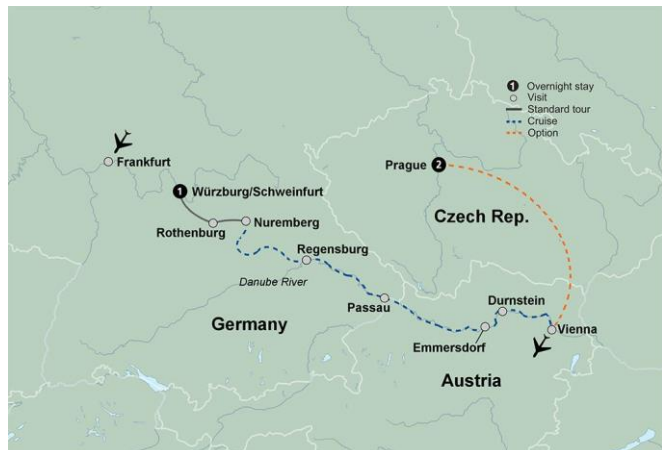 1 Overnight stay
Visit
Standard tour
Cruise
Option
Frankfurt
Prague 2
1 Würzburg/Schweinfurt
Czech Rep.
Nuremberg
Rothenburg
Regensburg
Danube River
Passau
Durnstein
Germany
Vienna
Emmersdorf
Austria